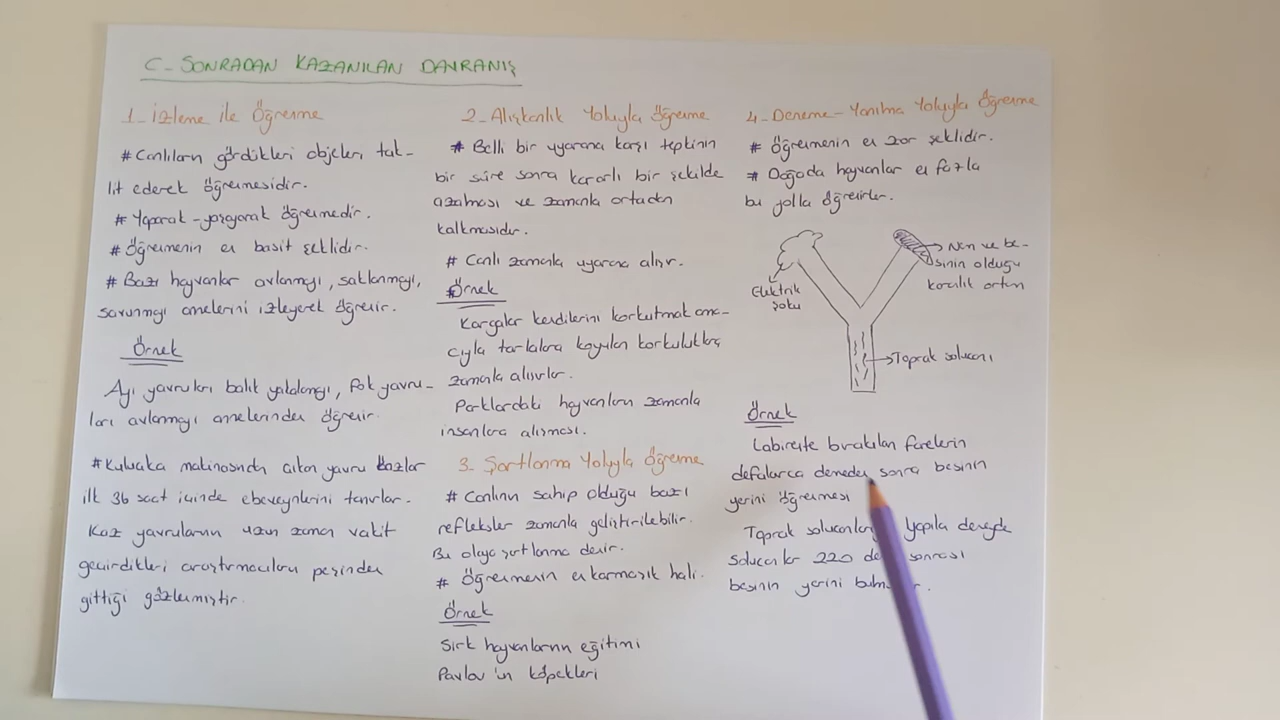 C- SONRADAN KAZANILAN DAVRANIŞ
1- İzleme ile Öğrenme
# Canlıların gördükleri objeleri tak-
lit ederek öğrenmesidir.
# Yaparak-yaşayarak öğrenmedir.
# Öğrenmenin en basit şeklidir.
# Bazı hayvanlar avlanmayı, saklanmayı,
savunmayı annelerini izleyerek öğrenir.
Örnek
Ayı yavruları balık yakalamayı, fok yavru-
ları avlanmayı annelerinden öğrenir.
# Kuluçka makinasından çıkan yavru kazlar
ilk 36 saat içinde ebeveynlerini tanırlar.
Kaz yavrularının uzun zaman vakit
geçirdikleri araştırmacıların peşinden
gittiği gözlenmiştir.
2- Alışkanlık Yoluyla Öğrenme
# Belli bir uyarana karşı tepkinin
bir süre sonra kararlı bir şekilde
azalması ve zamanla ortadan
kalkmasıdır.
# Canlı zamanla uyarana alışır.
# Örnek
Kargalar kendilerini korkutmak ama-
cıyla tarlalara koyulan korkuluklara
zamanla alışırlar.
Parklardaki hayvanların zamanla
insanlara alışması.
3- Şartlanma Yoluyla Öğrenme
# Canlının sahip olduğu bazı
refleksler zamanla geliştirilebilir.
Bu olaya şartlanma denir.
# Öğrenmenin en karmaşık hali.
Örnek
Sirk hayvanlarının eğitimi
Pavlov'un köpekleri
4- Deneme-Yanılma Yoluyla Öğrenme
# Öğrenmenin en zor şeklidir.
# Doğada hayvanlar en fazla
bu yolla öğrenirler.
Nem ve be-
sinin olduğu
karanlık ortam
Elektrik
şoku
Toprak solucanı
Örnek
Labirente bırakılan farelerin
defalarca denemeden sonra besinin
yerini öğrenmesi
Toprak solucanları yapılan deneyde
solucanlar 220 sonrası
besinin yerini